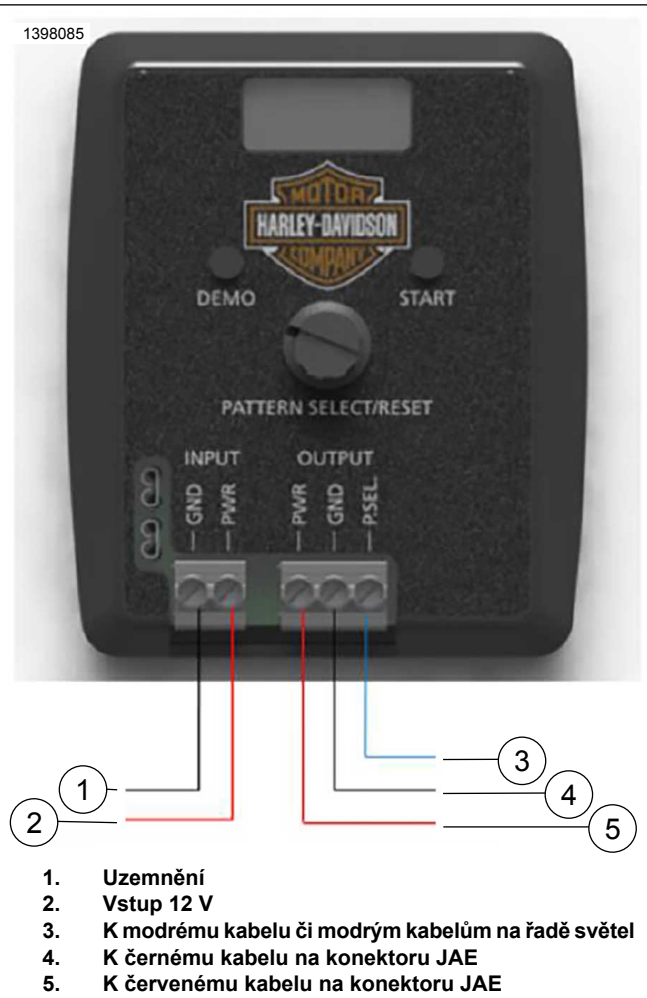 1398085
MOTOR
HARLEY-DAVIDSON
COMPANY
DEMO
START
PATTERN SELECT/RESET
INPUT
OUTPUT
GND
PWR
PWR
GND
P.SEL.
1
2
3
4
5
1. Uzemnění
2. Vstup 12 V
3. K modrému kabelu či modrým kabelům na řadě světel
4. K černému kabelu na konektoru JAE
5. K červenému kabelu na konektoru JAE